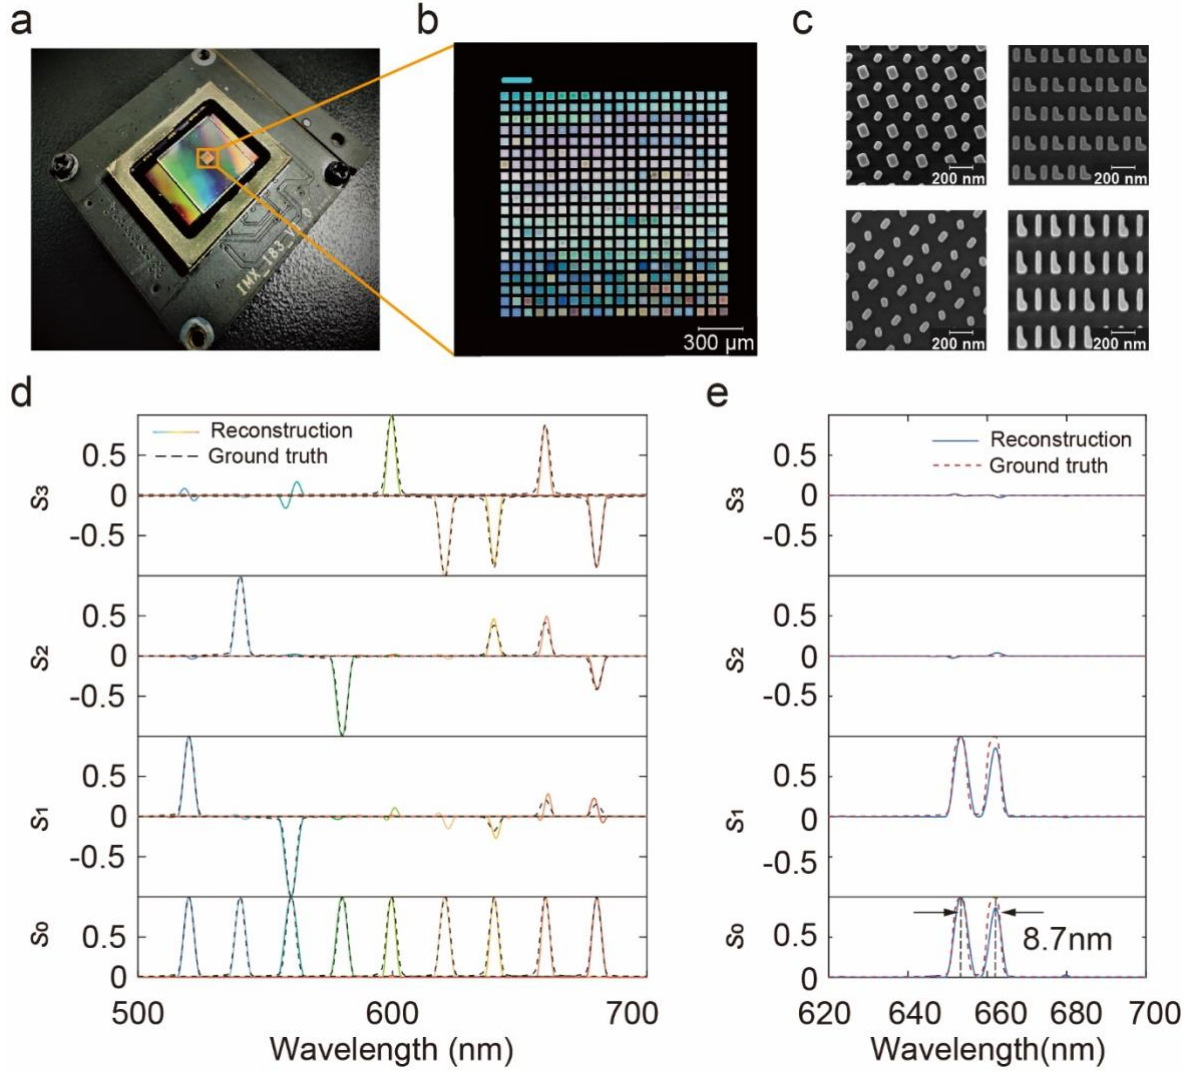 a
b
c
IMX_183_
300 µm
200 nm
200 nm
200 nm
200 nm
d
e
Reconstruction
Ground truth
S3
0.5
0
-0.5
S2
0.5
0
-0.5
S1
0.5
0
-0.5
S0
0.5
0
500
600
700
Wavelength (nm)
Reconstruction
Ground truth
S3
0.5
0
-0.5
S2
0.5
0
-0.5
S1
0.5
0
-0.5
S0
0.5
0
8.7nm
620
640
660
680
700
Wavelength(nm)